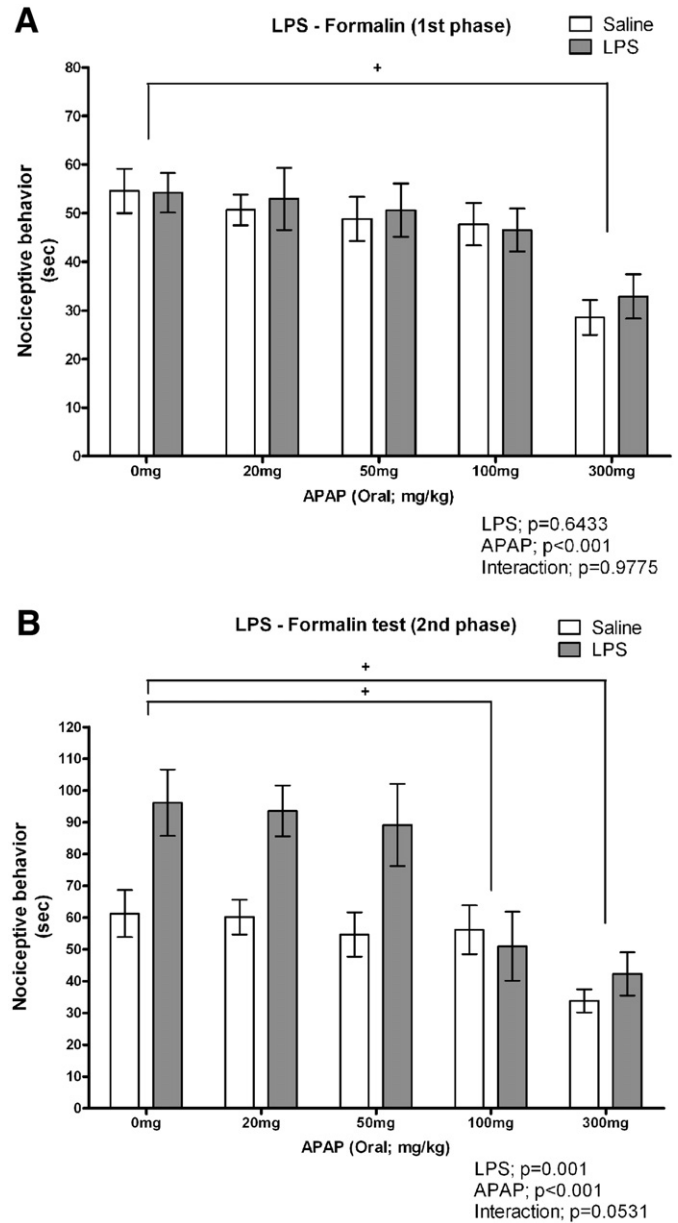 A
LPS - Formalin (1st phase)
Saline
LPS
+
80
70
60
50
40
30
20
10
0
Nociceptive behavior
(sec)
0mg 20mg 50mg 100mg 300mg
APAP (Oral; mg/kg)
LPS; p=0.6433
APAP; p<0.001
Interaction; p=0.9775
B
LPS - Formalin test (2nd phase)
Saline
LPS
+
+
120
110
100
90
80
70
60
50
40
30
20
10
0
Nociceptive behavior
(sec)
0mg 20mg 50mg 100mg 300mg
APAP (Oral; mg/kg)
LPS; p=0.001
APAP; p<0.001
Interaction; p=0.0531